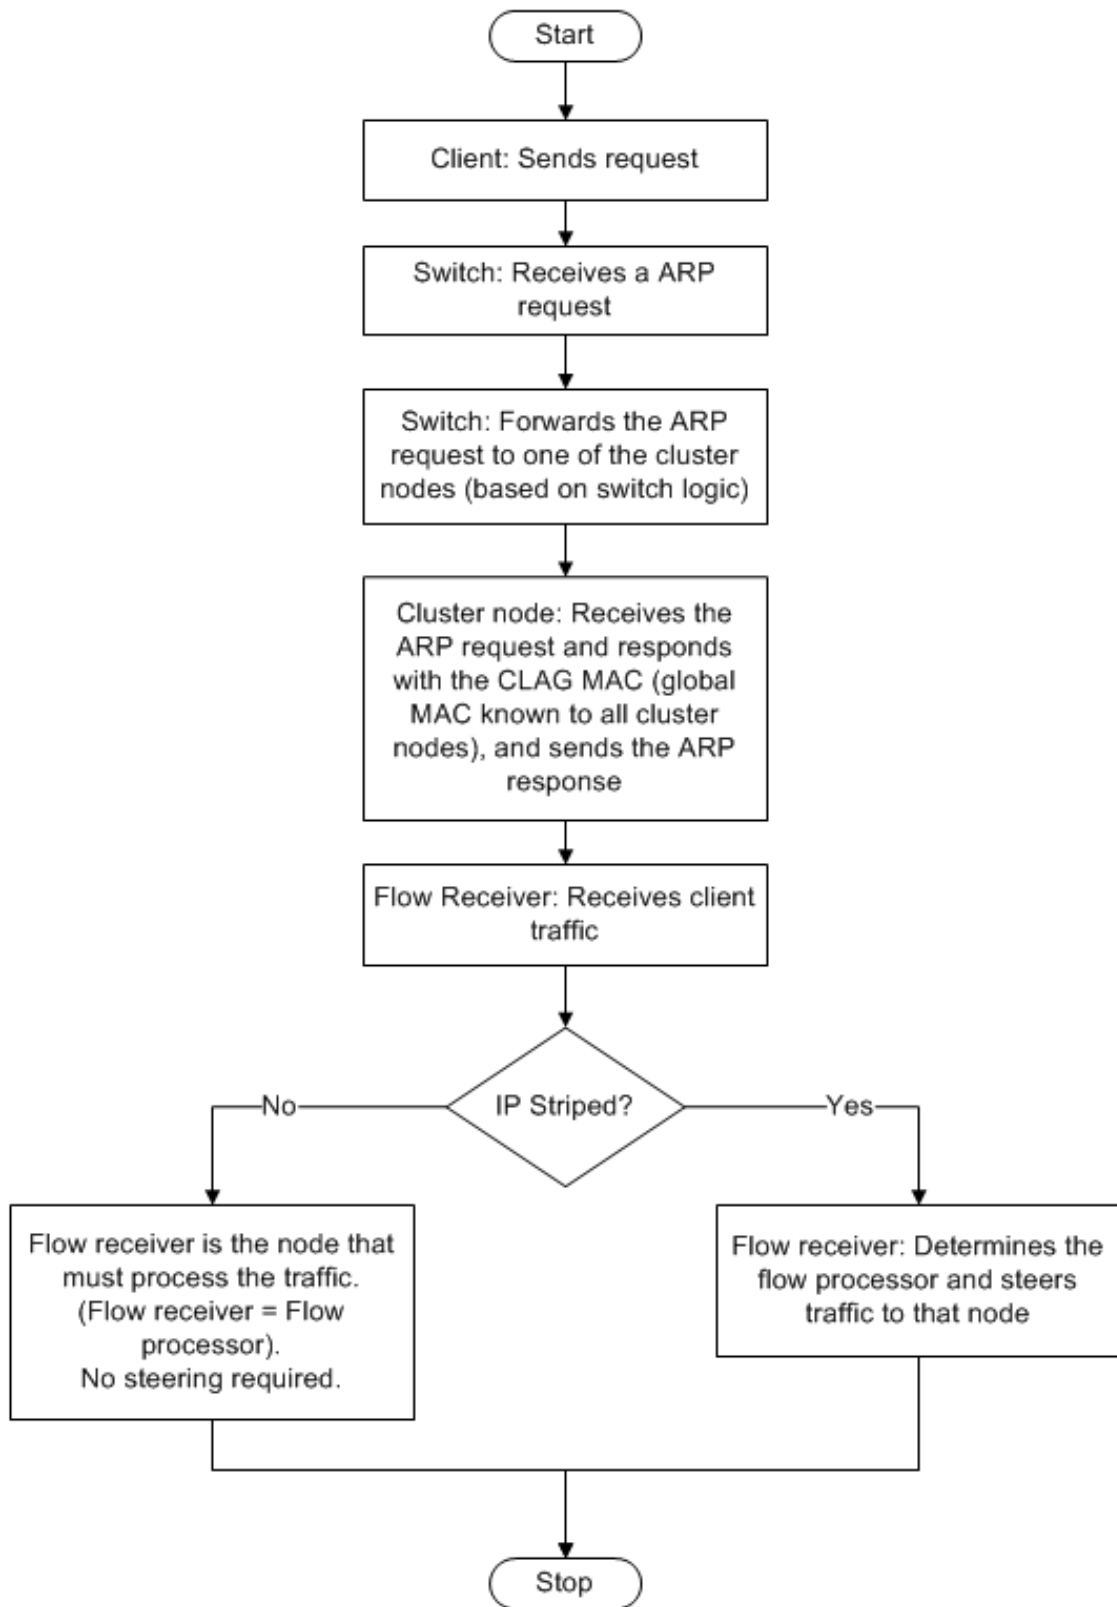 Start
Client: Sends request
Switch: Receives a ARP
request
Switch: Forwards the ARP
request to one of the cluster
nodes (based on switch logic)
Cluster node: Receives the
ARP request and responds
with the CLAG MAC (global
MAC known to all cluster
nodes), and sends the ARP
response
Flow Receiver: Receives client
traffic
IP Striped?
No
Yes
Flow receiver is the node that
must process the traffic.
(Flow receiver = Flow
processor).
No steering required.
Flow receiver: Determines the
flow processor and steers
traffic to that node
Stop